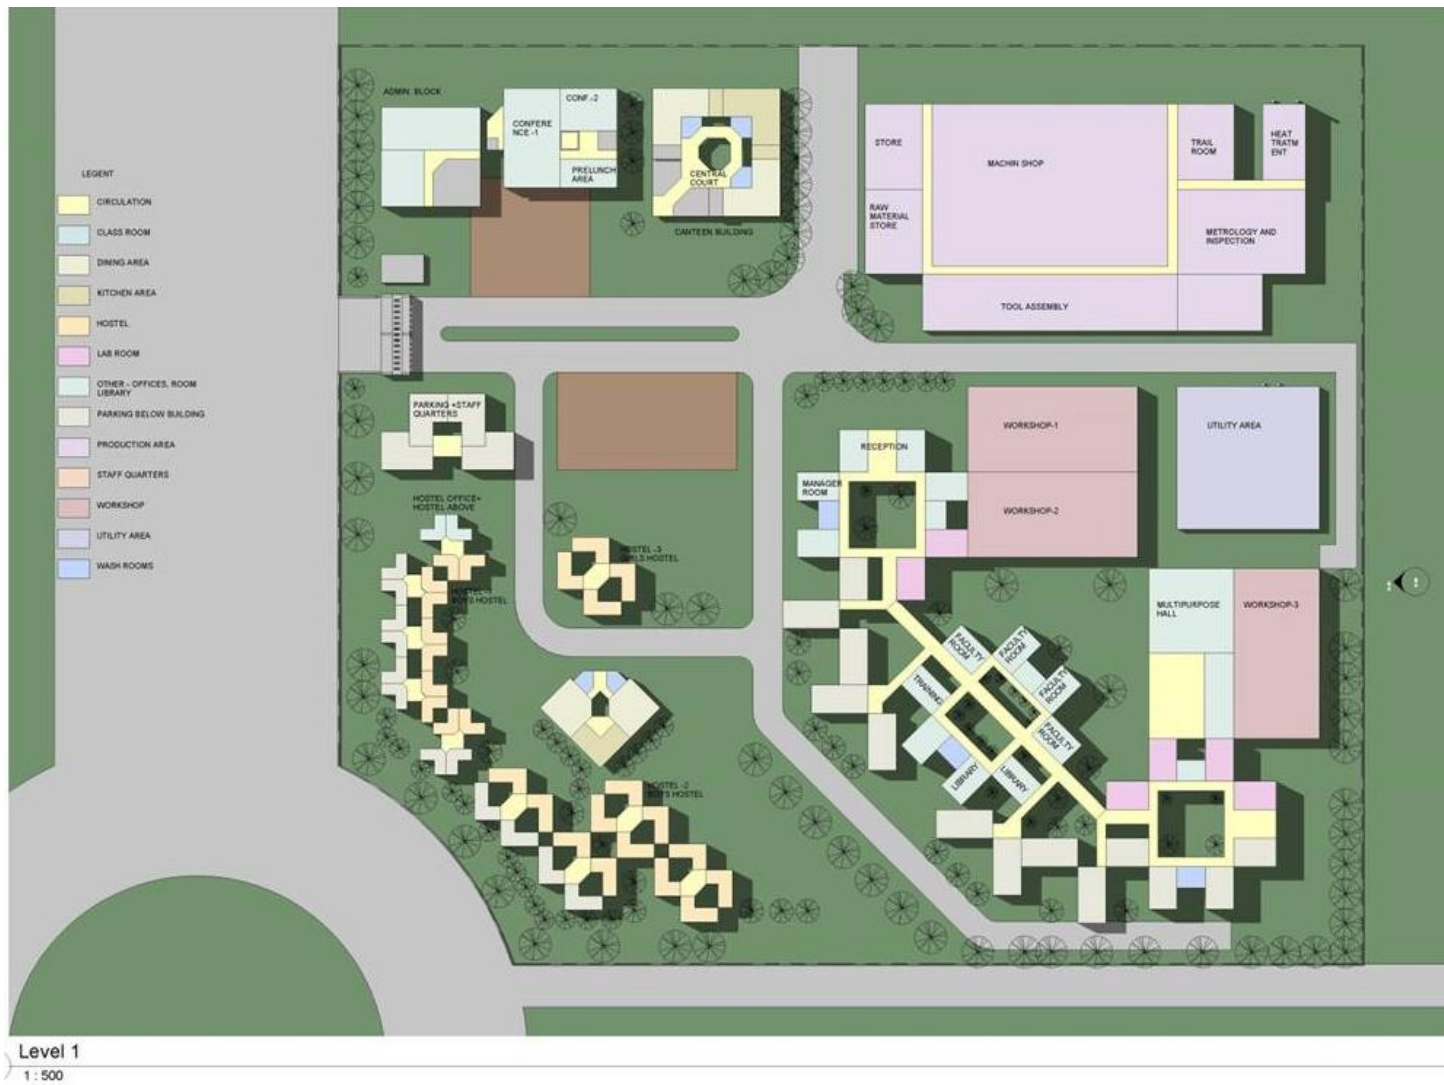 ADMIN. BLOCK
CONFERE
NCE -1
CONF.-2
PRELUNCH
AREA
CENTRAL
COURT
CANTEEN BUILDING
STORE
RAW
MATERIAL
STORE
MACHIN SHOP
TRAIL
ROOM
HEAT
TRATM
ENT
METROLOGY AND
INSPECTION
TOOL ASSEMBLY
LEGENT
CIRCULATION
CLASS ROOM
DINING AREA
KITCHEN AREA
HOSTEL
LAB ROOM
OTHER - OFFICES, ROOM
LIBRARY
PARKING BELOW BUILDING
PRODUCTION AREA
STAFF QUARTERS
WORKSHOP
UTILITY AREA
WASH ROOMS
PARKING +STAFF
QUARTERS
HOSTEL OFFICE+
HOSTEL ABOVE
BOYS HOSTEL
HOSTEL -3
GIRLS HOSTEL
HOSTEL -2
BOYS HOSTEL
RECEPTION
MANAGER
ROOM
WORKSHOP-1
WORKSHOP-2
UTILITY AREA
MULTIPURPOSE
HALL
WORKSHOP-3
FACULTY
ROOM
FACULTY
ROOM
FACULTY
ROOM
FACULTY
ROOM
TRAINING
LIBRARY
LIBRARY
Level 1
1 : 500